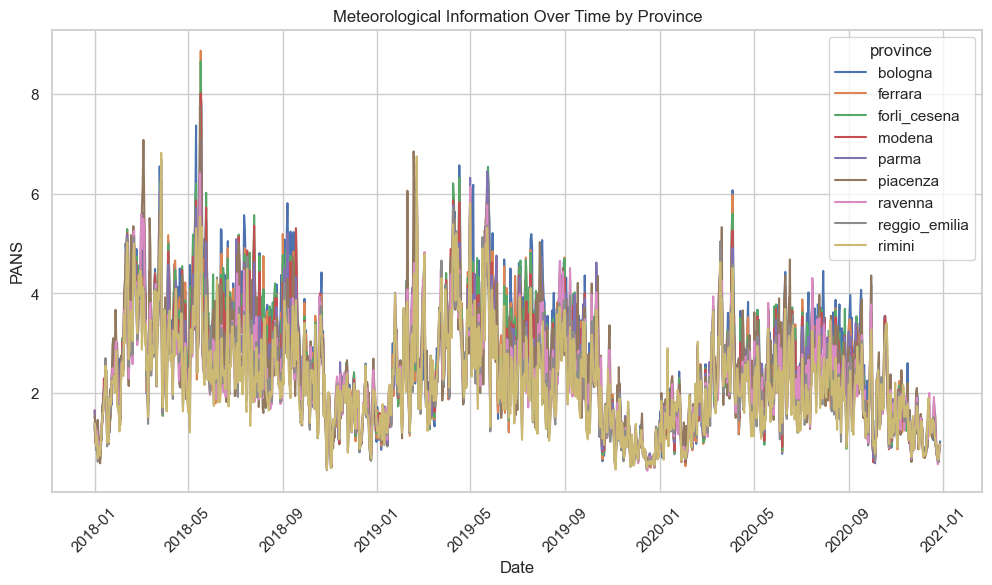 Meteorological Information Over Time by Province
PANS
8
6
4
2
province
bologna
ferrara
forli_cesena
modena
parma
piacenza
ravenna
reggio_emilia
rimini
2018-01
2018-05
2018-09
2019-01
2019-05
2019-09
2020-01
2020-05
2020-09
2021-01
Date